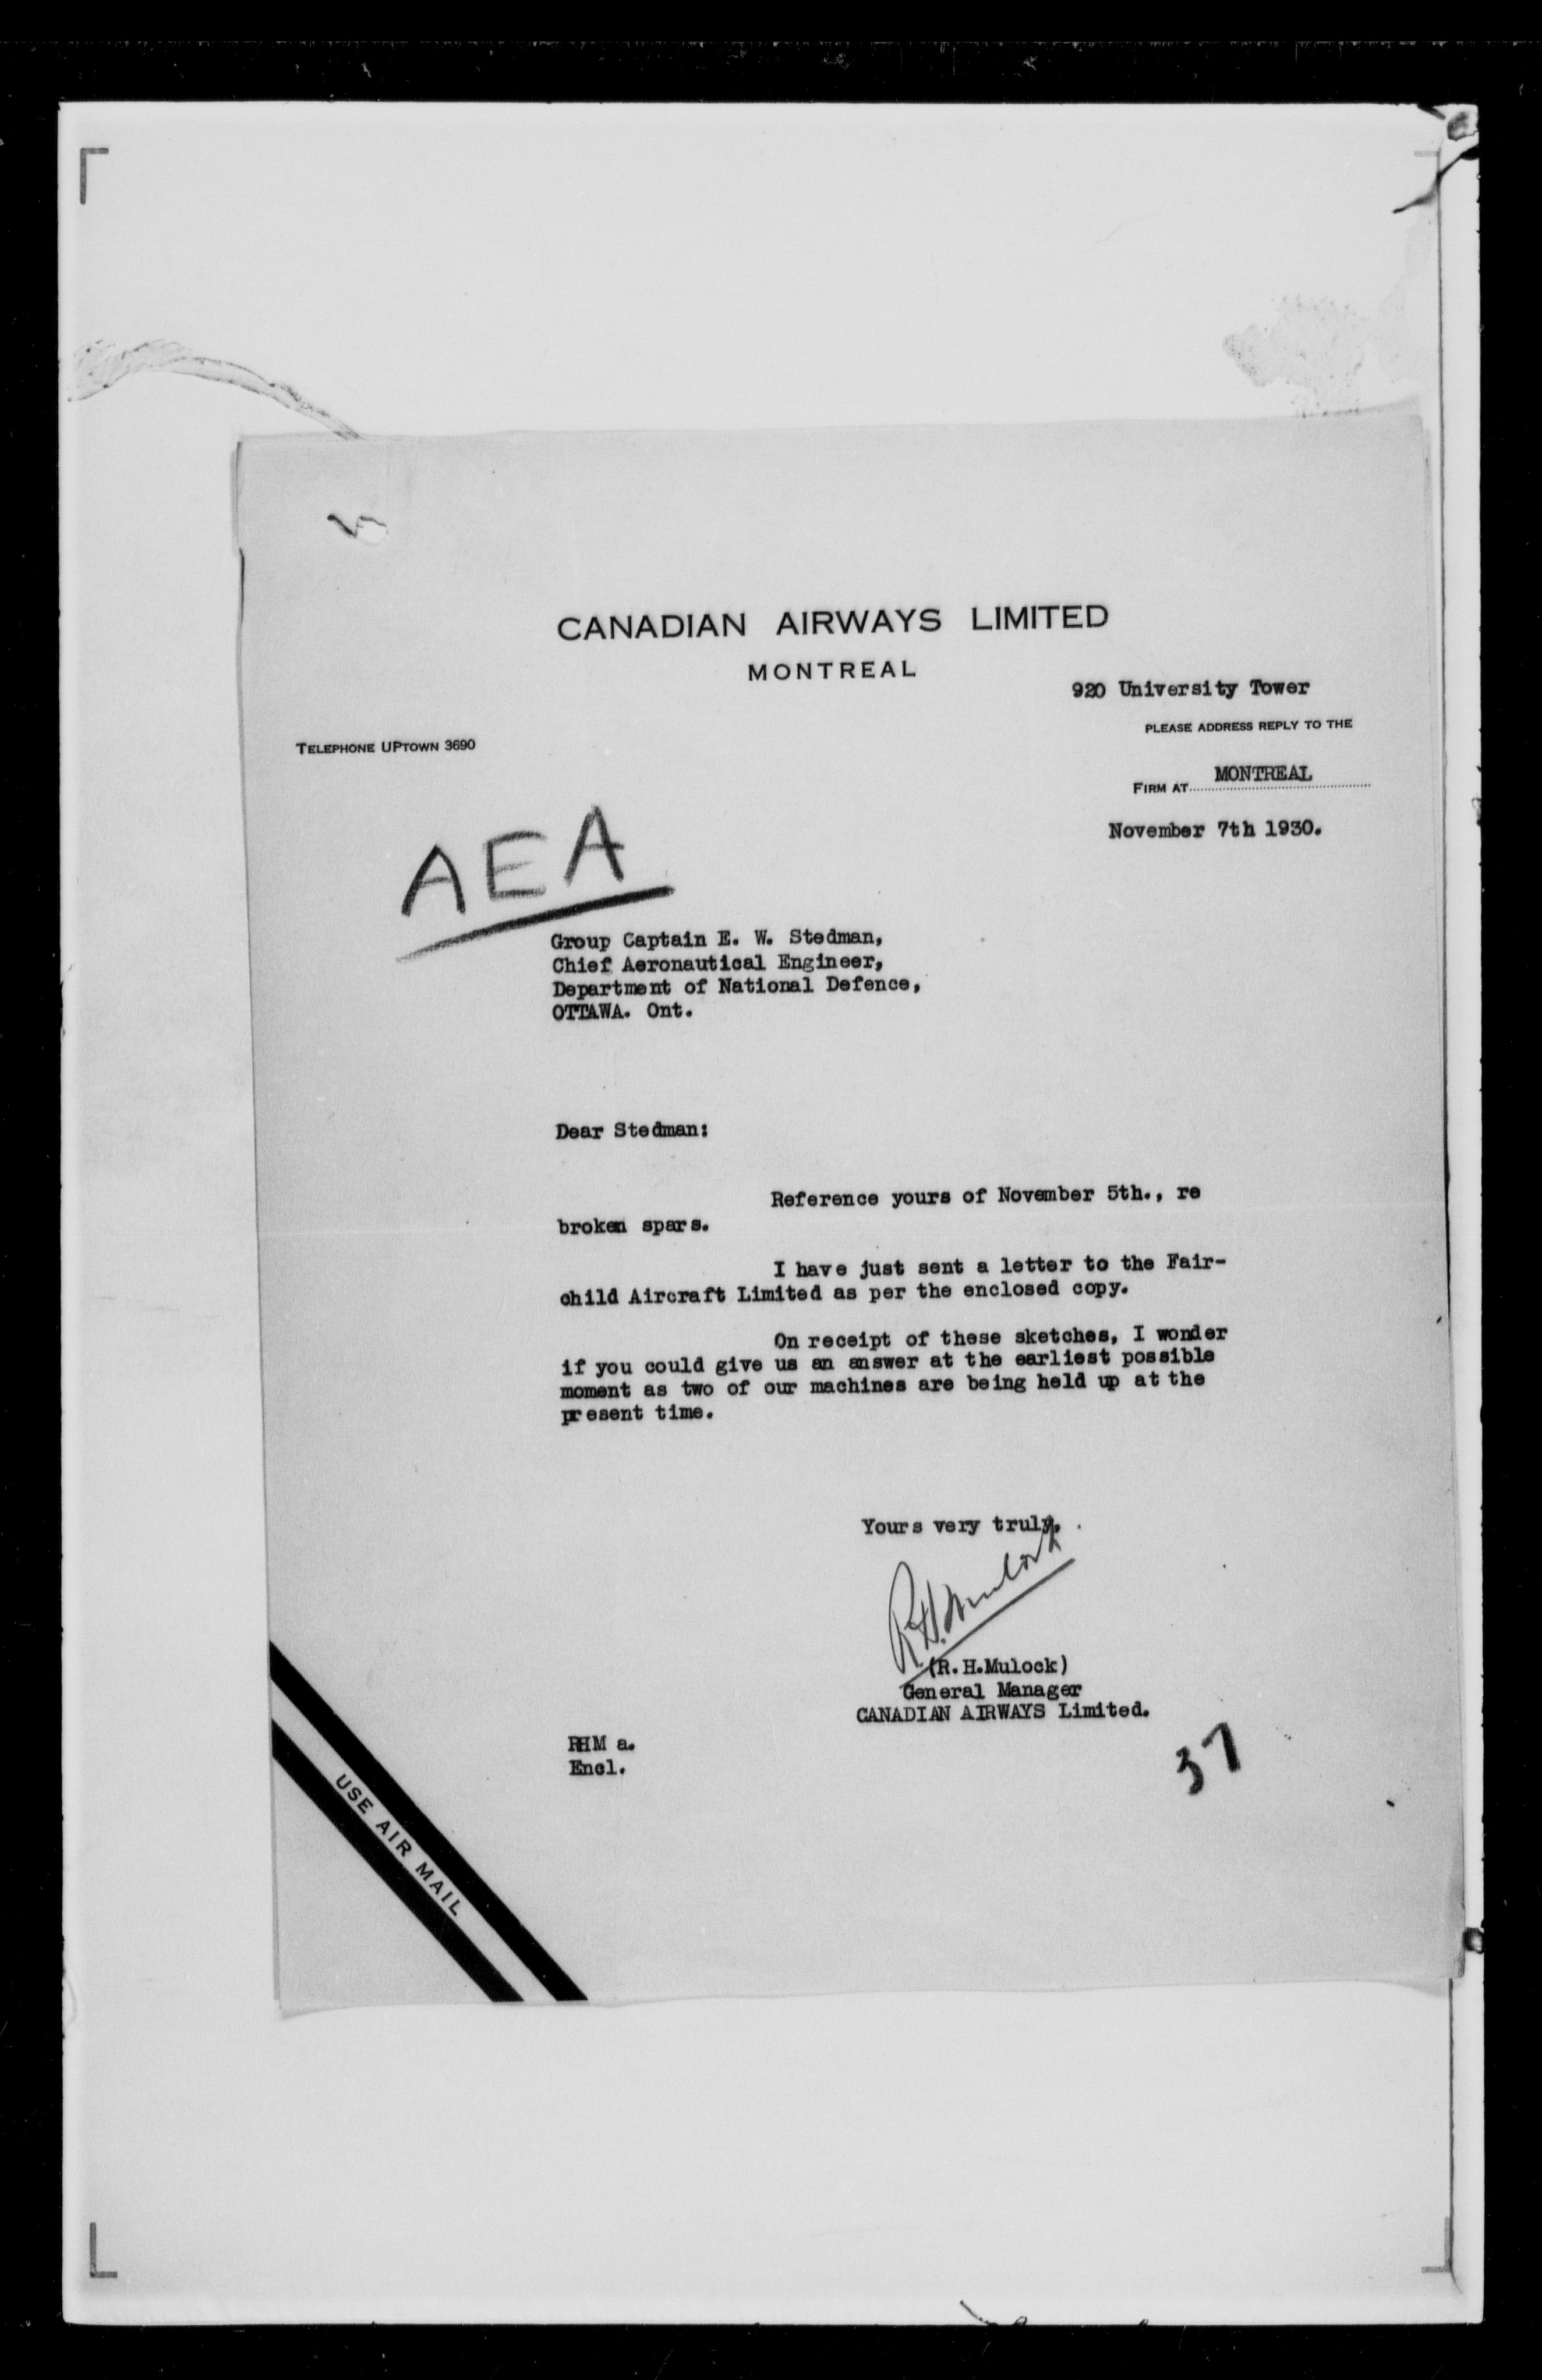 CANADIAN AIRWAYS LIMITED
MONTREAL
920 University Tower
PLEASE ADDRESS REPLY TO THE
TELEPHONE UPTOWN 3690
FIRM AT MONTREAL
November 7th 1930.
AEA
Group Captain E. W. Stedman,
Chief Aeronautical Engineer,
Department of National Defence,
OTTAWA. Ont.
Dear Stedman:
Reference yours of November 5th., re
broken spars.
I have just sent a letter to the Fair-
child Aircraft Limited as per the enclosed copy.
On receipt of these sketches, I wonder
if you could give us an answer at the earliest possible
moment as two of our machines are being held up at the
present time.
Yours very truly,
R.H. Mulock
(R.H.Mulock)
General Manager
CANADIAN AIRWAYS Limited.
RHM a.
Encl.
37
USE AIR MAIL